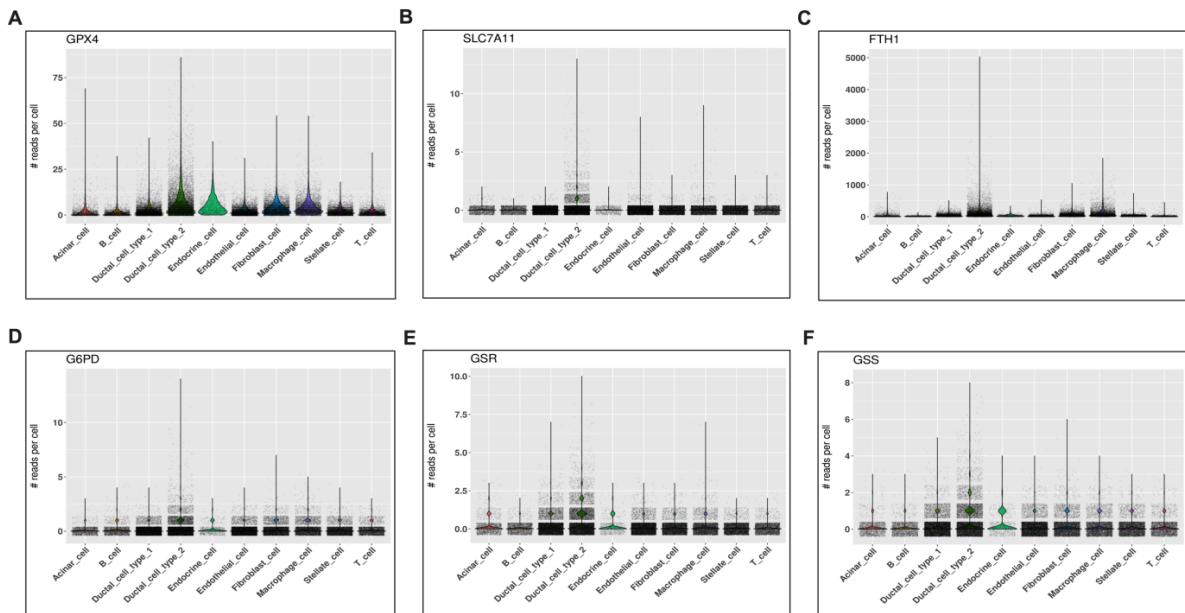 A
GPX4
# reads per cell
75
50
25
0
Acinar_cell
B_cell
Ductal_cell_type_1
Ductal_cell_type_2
Endocrine_cell
Endothelial_cell
Fibroblast_cell
Macrophage_cell
Stellate_cell
T_cell
B
SLC7A11
# reads per cell
10
5
0
Acinar_cell
B_cell
Ductal_cell_type_1
Ductal_cell_type_2
Endocrine_cell
Endothelial_cell
Fibroblast_cell
Macrophage_cell
Stellate_cell
T_cell
C
FTH1
# reads per cell
5000
4000
3000
2000
1000
0
Acinar_cell
B_cell
Ductal_cell_type_1
Ductal_cell_type_2
Endocrine_cell
Endothelial_cell
Fibroblast_cell
Macrophage_cell
Stellate_cell
T_cell
D
G6PD
# reads per cell
10
5
0
Acinar_cell
B_cell
Ductal_cell_type_1
Ductal_cell_type_2
Endocrine_cell
Endothelial_cell
Fibroblast_cell
Macrophage_cell
Stellate_cell
T_cell
E
GSR
# reads per cell
10.0
7.5
5.0
2.5
0.0
Acinar_cell
B_cell
Ductal_cell_type_1
Ductal_cell_type_2
Endocrine_cell
Endothelial_cell
Fibroblast_cell
Macrophage_cell
Stellate_cell
T_cell
F
GSS
# reads per cell
8
6
4
2
0
Acinar_cell
B_cell
Ductal_cell_type_1
Ductal_cell_type_2
Endocrine_cell
Endothelial_cell
Fibroblast_cell
Macrophage_cell
Stellate_cell
T_cell